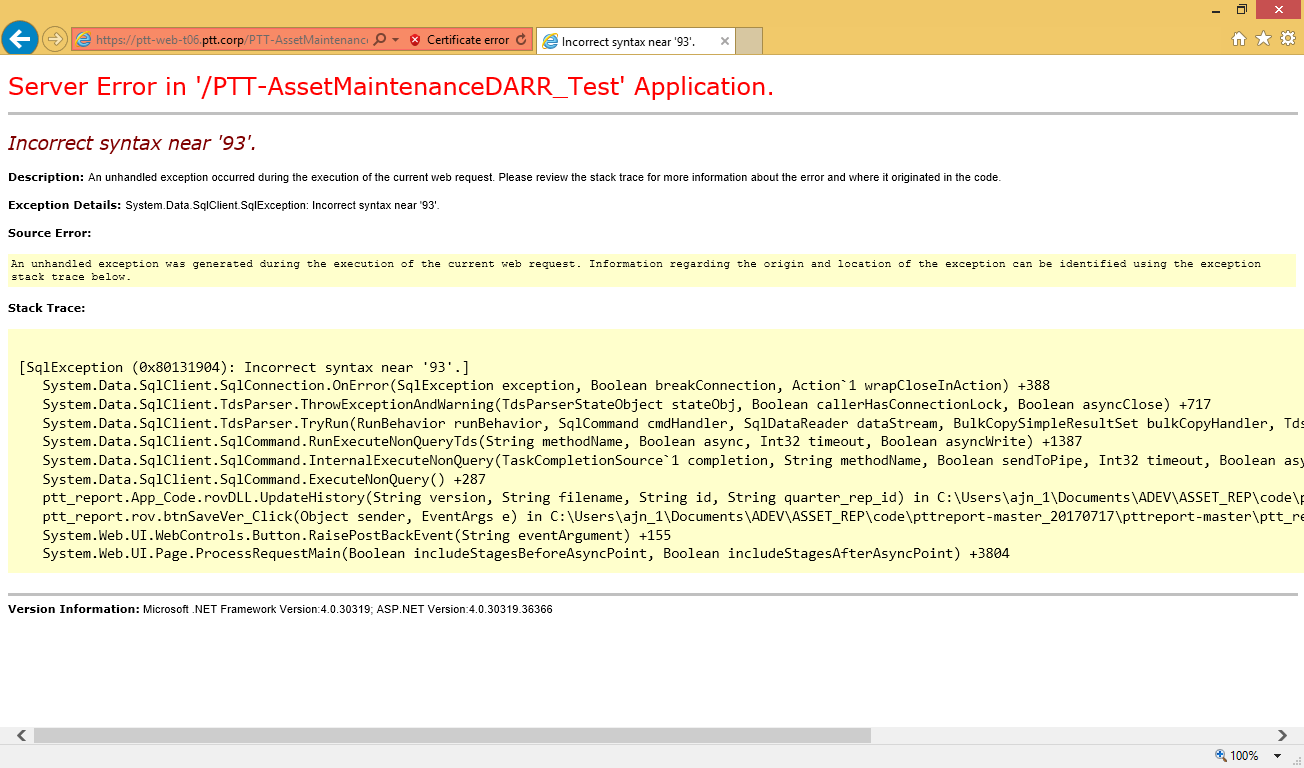 https://ptt-web-t06.ptt.corp/PTT-AssetMaintenanc
Certificate error
Incorrect syntax near '93'.
Server Error in '/PTT-AssetMaintenanceDARR_Test' Application.
Incorrect syntax near '93'.
Description: An unhandled exception occurred during the execution of the current web request. Please review the stack trace for more information about the error and where it originated in the code.
Exception Details: System.Data.SqlClient.SqlException: Incorrect syntax near '93'.
Source Error:
An unhandled exception was generated during the execution of the current web request. Information regarding the origin and location of the exception can be identified using the exception
stack trace below.
Stack Trace:
[SqlException (0x80131904): Incorrect syntax near '93'.]
System.Data.SqlClient.SqlConnection.OnError(SqlException exception, Boolean breakConnection, Action`1 wrapCloseInAction) +388
System.Data.SqlClient.TdsParser.ThrowExceptionAndWarning(TdsParserStateObject stateObj, Boolean callerHasConnectionLock, Boolean asyncClose) +717
System.Data.SqlClient.TdsParser.TryRun(RunBehavior runBehavior, SqlCommand cmdHandler, SqlDataReader dataStream, BulkCopySimpleResultSet bulkCopyHandler, Tds
System.Data.SqlClient.SqlCommand.RunExecuteNonQueryTds(String methodName, Boolean async, Int32 timeout, Boolean asyncWrite) +1387
System.Data.SqlClient.SqlCommand.InternalExecuteNonQuery(TaskCompletionSource`1 completion, String methodName, Boolean sendToPipe, Int32 timeout, Boolean asy
System.Data.SqlClient.SqlCommand.ExecuteNonQuery() +287
ptt_report.App_Code.rovDLL.UpdateHistory(String version, String filename, String id, String quarter_rep_id) in C:\Users\ajn_1\Documents\ADEV\ASSET_REP\code\p
ptt_report.rov.btnSaveVer_Click(Object sender, EventArgs e) in C:\Users\ajn_1\Documents\ADEV\ASSET_REP\code\pttreport-master_20170717\pttreport-master\ptt_re
System.Web.UI.WebControls.Button.RaisePostBackEvent(String eventArgument) +155
System.Web.UI.Page.ProcessRequestMain(Boolean includeStagesBeforeAsyncPoint, Boolean includeStagesAfterAsyncPoint) +3804
Version Information: Microsoft .NET Framework Version:4.0.30319; ASP.NET Version:4.0.30319.36366
100%